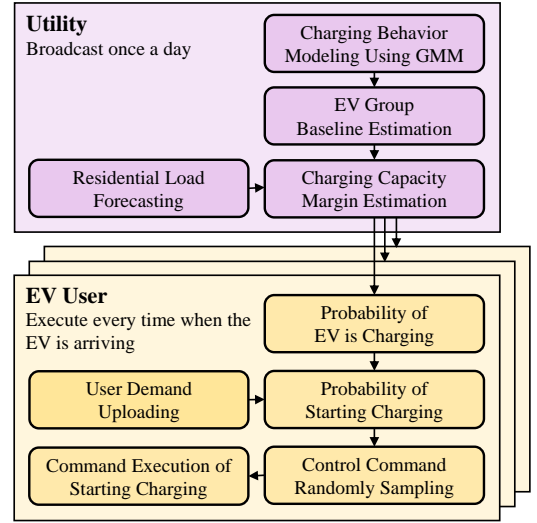 Utility
Broadcast once a day
Charging Behavior
Modeling Using GMM
EV Group
Baseline Estimation
Residential Load
Forecasting
Charging Capacity
Margin Estimation
EV User
Execute every time when the
EV is arriving
Probability of
EV is Charging
User Demand
Uploading
Probability of
Starting Charging
Command Execution of
Starting Charging
Control Command
Randomly Sampling